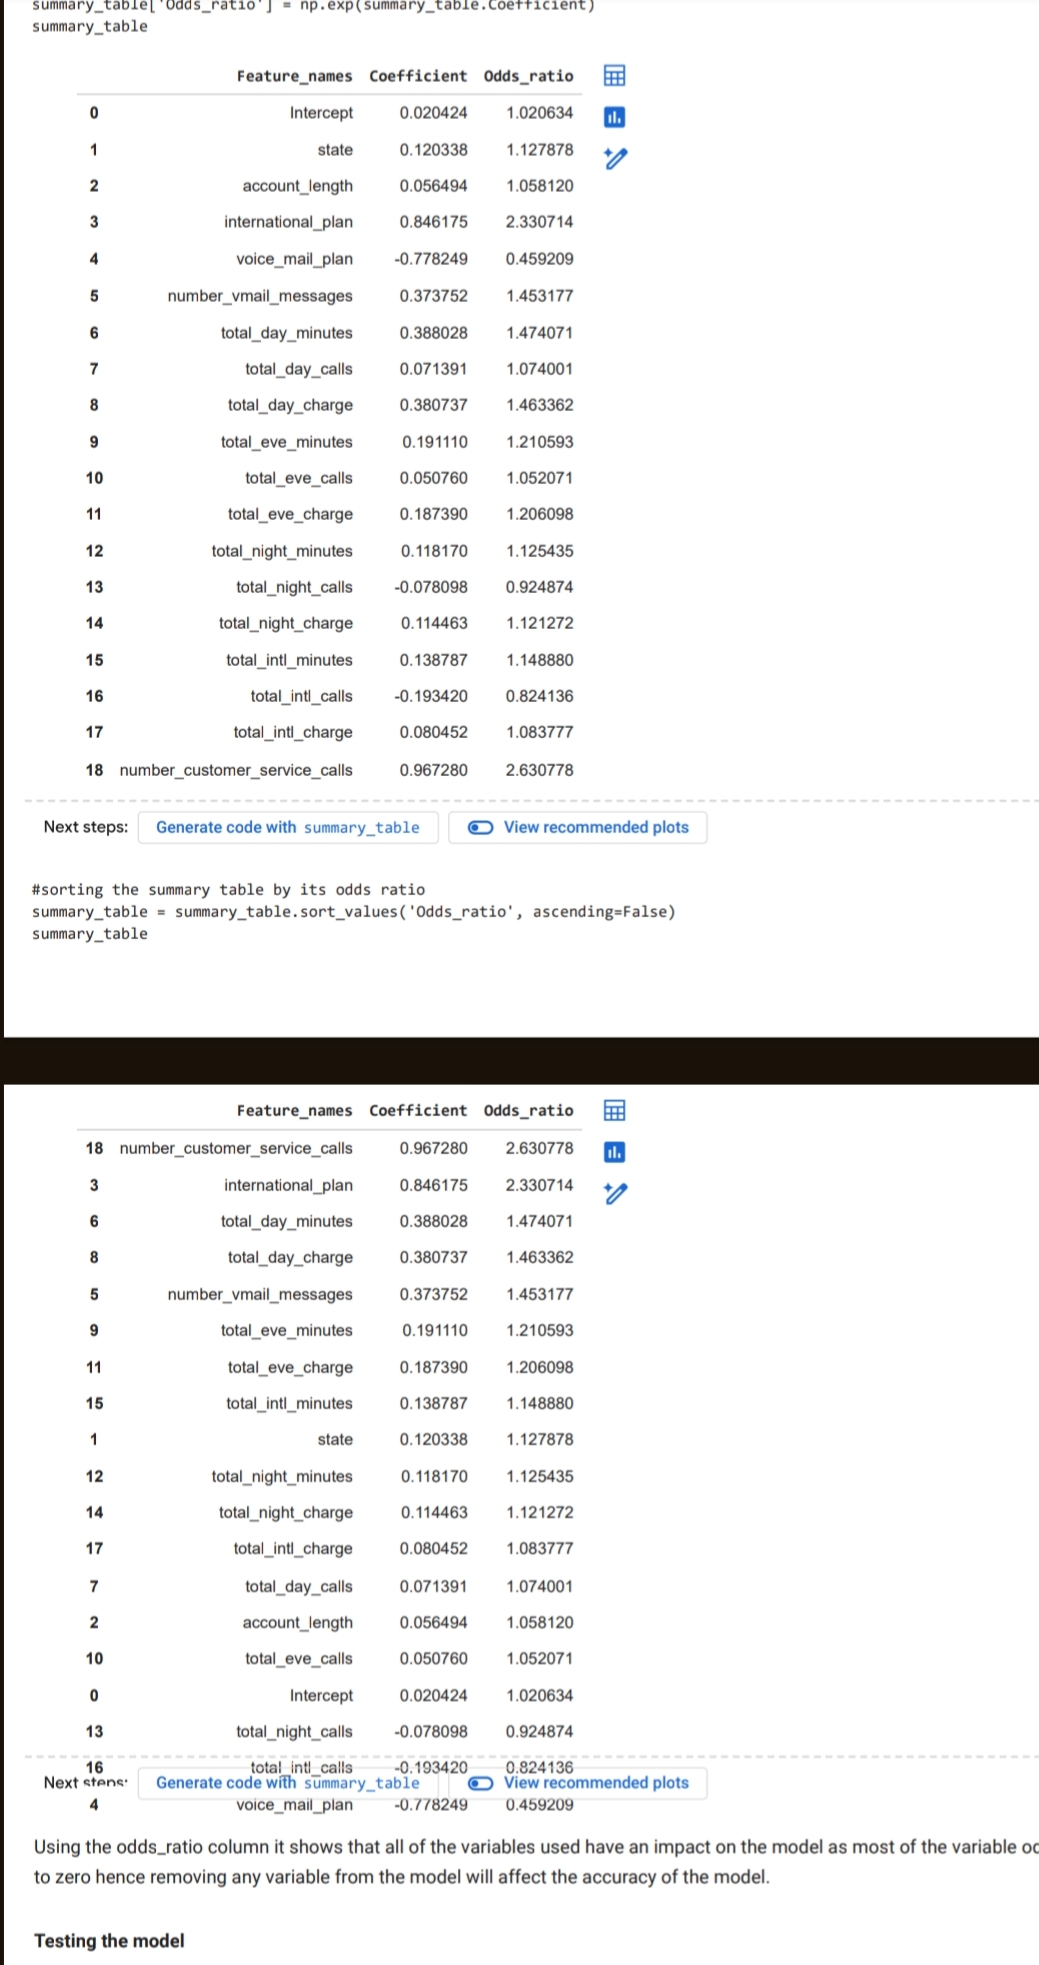 summary_table['Odds_ratio'] = np.exp(summary_table.Coefficient)
summary_table
Feature_names Coefficient Odds_ratio
0 Intercept 0.020424 1.020634
1 state 0.120338 1.127878
2 account_length 0.056494 1.058120
3 international_plan 0.846175 2.330714
4 voice_mail_plan -0.778249 0.459209
5 number_vmail_messages 0.373752 1.453177
6 total_day_minutes 0.388028 1.474071
7 total_day_calls 0.071391 1.074001
8 total_day_charge 0.380737 1.463362
9 total_eve_minutes 0.191110 1.210593
10 total_eve_calls 0.050760 1.052071
11 total_eve_charge 0.187390 1.206098
12 total_night_minutes 0.118170 1.125435
13 total_night_calls -0.078098 0.924874
14 total_night_charge 0.114463 1.121272
15 total_intl_minutes 0.138787 1.148880
16 total_intl_calls -0.193420 0.824136
17 total_intl_charge 0.080452 1.083777
18 number_customer_service_calls 0.967280 2.630778
Next steps: Generate code with summary_table View recommended plots
#sorting the summary table by its odds ratio
summary_table = summary_table.sort_values('Odds_ratio', ascending=False)
summary_table
Feature_names Coefficient Odds_ratio
18 number_customer_service_calls 0.967280 2.630778
3 international_plan 0.846175 2.330714
6 total_day_minutes 0.388028 1.474071
8 total_day_charge 0.380737 1.463362
5 number_vmail_messages 0.373752 1.453177
9 total_eve_minutes 0.191110 1.210593
11 total_eve_charge 0.187390 1.206098
15 total_intl_minutes 0.138787 1.148880
1 state 0.120338 1.127878
12 total_night_minutes 0.118170 1.125435
14 total_night_charge 0.114463 1.121272
17 total_intl_charge 0.080452 1.083777
7 total_day_calls 0.071391 1.074001
2 account_length 0.056494 1.058120
10 total_eve_calls 0.050760 1.052071
0 Intercept 0.020424 1.020634
13 total_night_calls -0.078098 0.924874
16 total_intl_calls -0.193420 0.824136
Next steps: Generate code with summary_table View recommended plots
4 voice_mail_plan -0.778249 0.459209
Using the odds_ratio column it shows that all of the variables used have an impact on the model as most of the variable
to zero hence removing any variable from the model will affect the accuracy of the model.
Testing the model